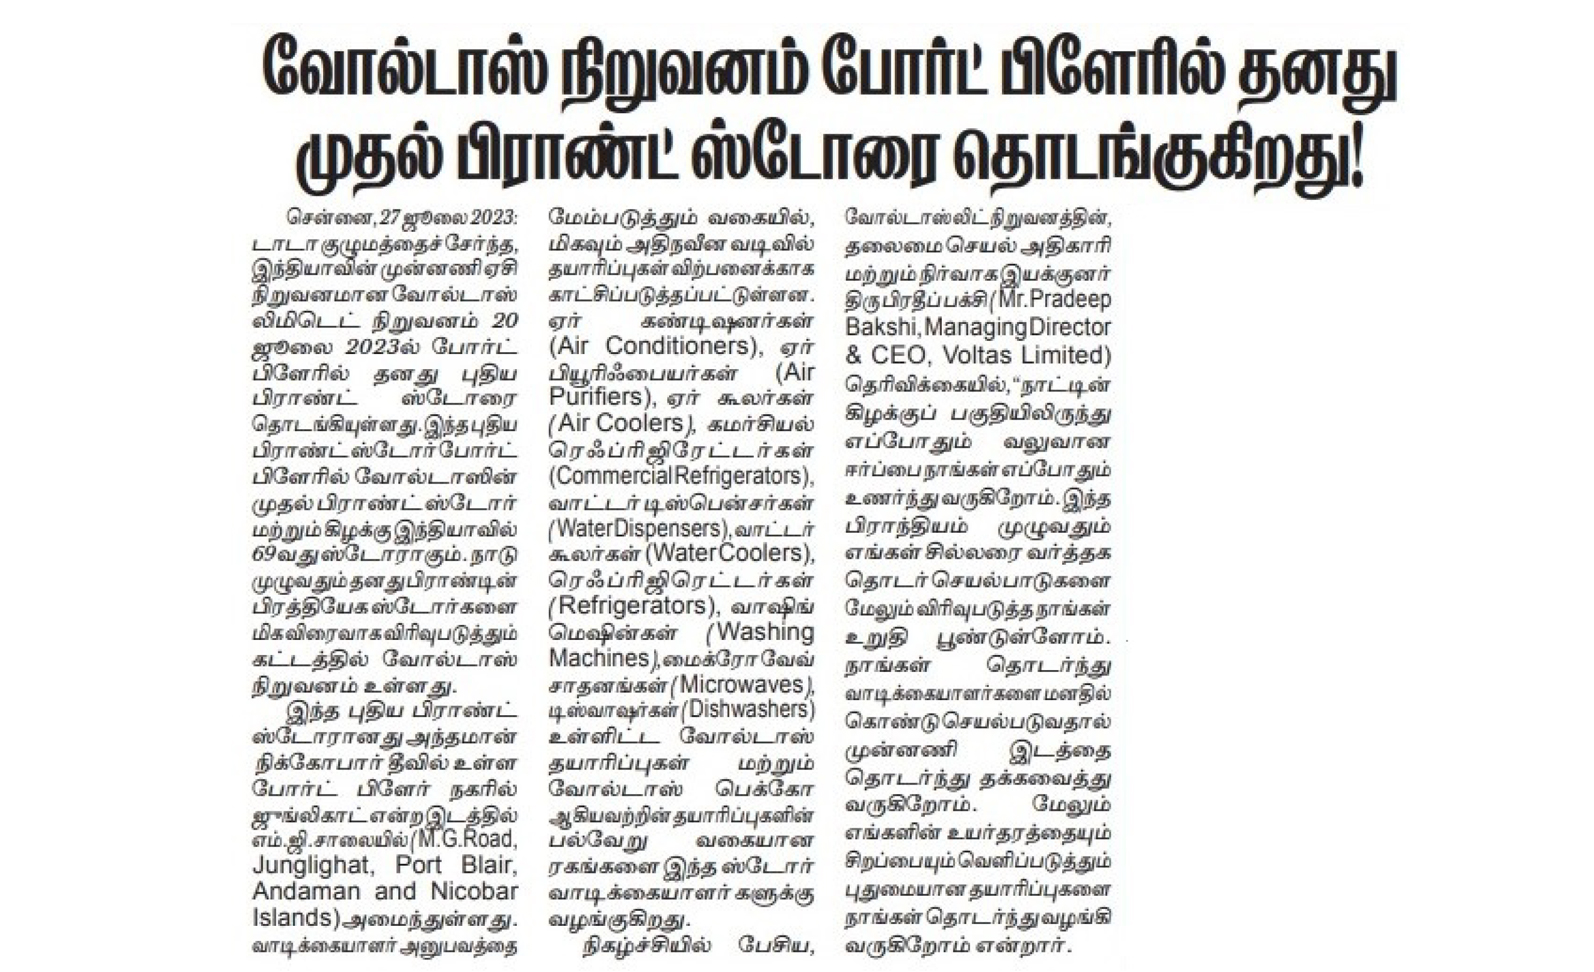 வோல்டாஸ் நிறுவனம் போர்ட் பிளேரில் தனது
முதல் பிராண்ட் ஸ்டோரை தொடங்குகிறது!
சென்னை, 27 ஜூலை 2023:
டாடா குழுமத்தைச் சேர்ந்த,
இந்தியாவின் முன்னணி ஏசி
நிறுவனமான வோல்டாஸ்
லிமிடெட் நிறுவனம் 20
ஜூலை 2023ல் போர்ட்
பிளேரில் தனது புதிய
பிராண்ட் ஸ்டோரை
தொடங்கியுள்ளது. இந்த புதிய
பிராண்ட் ஸ்டோர் போர்ட்
பிளேரில் வோல்டாஸின்
முதல் பிராண்ட் ஸ்டோர்
மற்றும் கிழக்கு இந்தியாவில்
69வது ஸ்டோராகும். நாடு
முழுவதும் தனது பிராண்டின்
பிரத்தியேக ஸ்டோர்களை
மிக விரைவாக விரிவுபடுத்தும்
கட்டத்தில் வோல்டாஸ்
நிறுவனம் உள்ளது.
இந்த புதிய பிராண்ட்
ஸ்டோரானது அந்தமான்
நிக்கோபார் தீவில் உள்ள
போர்ட் பிளேர் நகரில்
ஜுங்லிகாட் என்ற இடத்தில்
எம்.ஜி. சாலையில் (M.G.Road,
Junglighat, Port Blair,
Andaman and Nicobar
Islands) அமைந்துள்ளது.
வாடிக்கையாளர் அனுபவத்தை
மேம்படுத்தும் வகையில்,
மிகவும் அதிநவீன வடிவில்
தயாரிப்புகள் விற்பனைக்காக
காட்சிப்படுத்தப்பட்டுள்ளன.
ஏர் கண்டிஷனர்கள்
(Air Conditioners), ஏர்
பியூரிஃபையர்கள் (Air
Purifiers), ஏர் கூலர்கள்
(Air Coolers), கமர்சியல்
ரெஃப்ரிஜிரேட்டர்கள்
(Commercial Refrigerators),
வாட்டர் டிஸ்பென்சர்கள்
(Water Dispensers), வாட்டர்
கூலர்கள் (Water Coolers),
ரெஃப்ரிஜிரெட்டர்கள்
(Refrigerators), வாஷிங்
மெஷின்கள் (Washing
Machines), மைக்ரோவேவ்
சாதனங்கள் (Microwaves),
டிஸ்வாஷர்கள் (Dishwashers)
உள்ளிட்ட வோல்டாஸ்
தயாரிப்புகள் மற்றும்
வோல்டாஸ் பெக்கோ
ஆகியவற்றின் தயாரிப்புகளின்
பல்வேறு வகையான
ரகங்களை இந்த ஸ்டோர்
வாடிக்கையாளர் களுக்கு
வழங்குகிறது.
நிகழ்ச்சியில் பேசிய,
வோல்டாஸ் லிட் நிறுவனத்தின்,
தலைமை செயல் அதிகாரி
மற்றும் நிர்வாக இயக்குனர்
திரு பிரதீப் பக்சி (Mr. Pradeep
Bakshi, Managing Director
& CEO, Voltas Limited)
தெரிவிக்கையில், “நாட்டின்
கிழக்குப் பகுதியிலிருந்து
எப்போதும் வலுவான
ஈர்ப்பை நாங்கள் எப்போதும்
உணர்ந்து வருகிறோம். இந்த
பிராந்தியம் முழுவதும்
எங்கள் சில்லரை வர்த்தக
தொடர் செயல்பாடுகளை
மேலும் விரிவுபடுத்த நாங்கள்
உறுதி பூண்டுள்ளோம்.
நாங்கள் தொடர்ந்து
வாடிக்கையாளர்களை மனதில்
கொண்டு செயல்படுவதால்
முன்னணி இடத்தை
தொடர்ந்து தக்கவைத்து
வருகிறோம். மேலும்
எங்களின் உயர்தரத்தையும்
சிறப்பையும் வெளிப்படுத்தும்
புதுமையான தயாரிப்புகளை
நாங்கள் தொடர்ந்து வழங்கி
வருகிறோம் என்றார்.